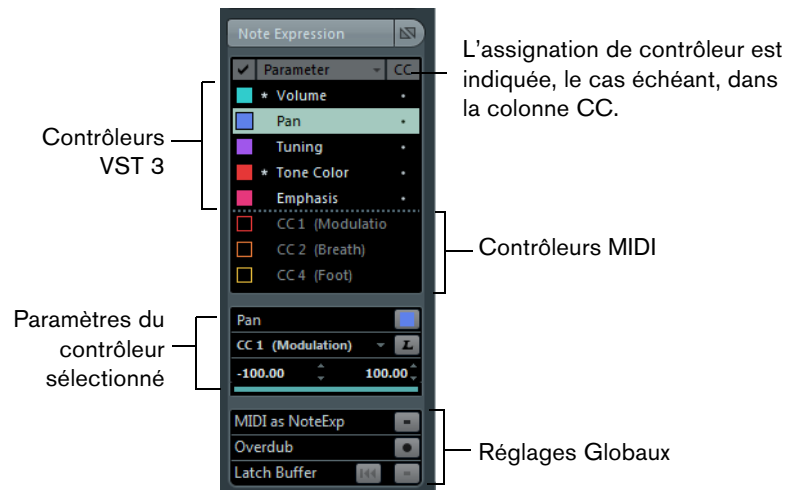 Note Expression
Parameter CC
* Volume
Pan
Tuning
* Tone Color
Emphasis
CC 1 (Modulatio
CC 2 (Breath)
CC 4 (Foot)
Pan
CC 1 (Modulation) L
-100.00 100.00
MIDI as NoteExp
Overdub
Latch Buffer
Contrôleurs
VST 3
Paramètres du
contrôleur
sélectionné
L'assignation de contrôleur est
indiquée, le cas échéant, dans
la colonne CC.
Contrôleurs MIDI
Réglages Globaux